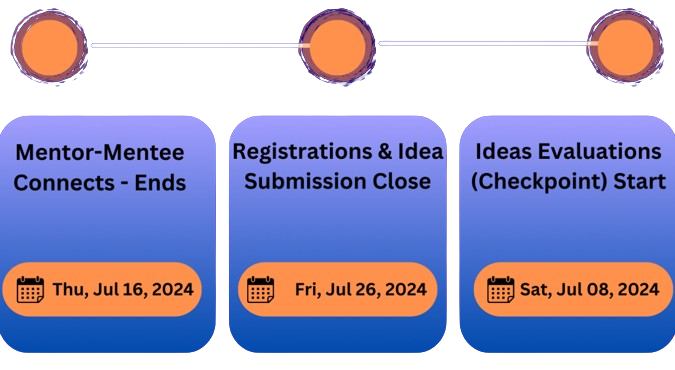 Mentor-Mentee
Connects - Ends
Thu, Jul 16, 2024
Registrations & Idea
Submission Close
Fri, Jul 26, 2024
Ideas Evaluations
(Checkpoint) Start
Sat, Jul 08, 2024